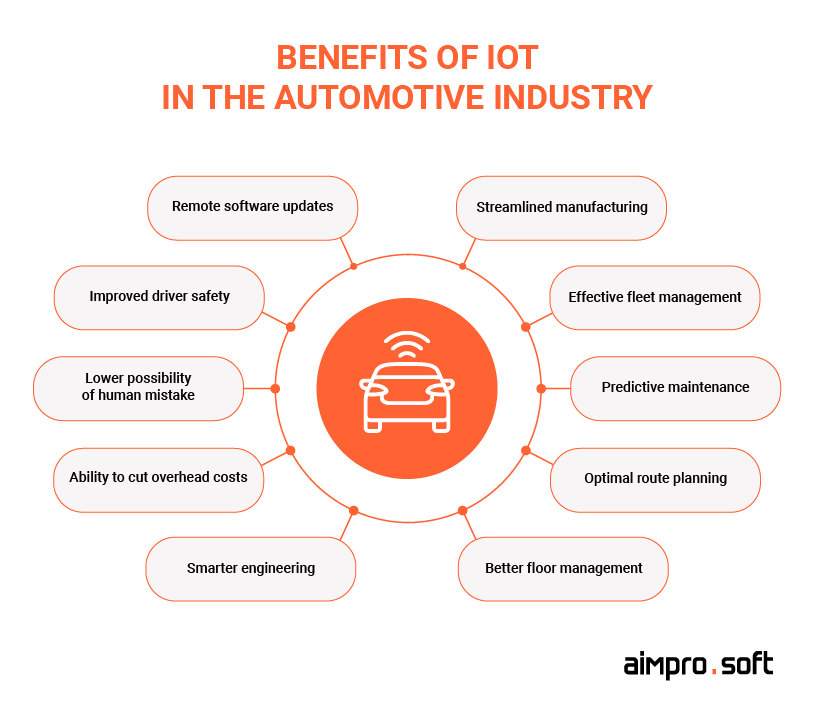 BENEFITS OF IOT
IN THE AUTOMOTIVE INDUSTRY
Remote software updates
Streamlined manufacturing
Improved driver safety
Effective fleet management
Lower possibility
of human mistake
Predictive maintenance
Ability to cut overhead costs
Optimal route planning
Smarter engineering
Better floor management
aimpro.soft